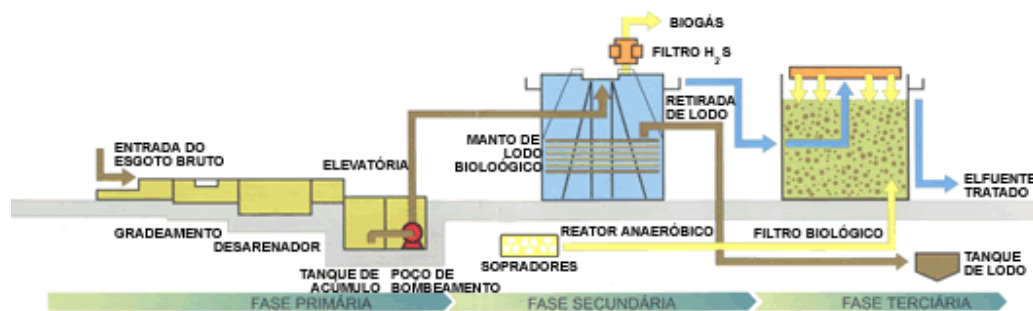 BIOGÁS
FILTRO H2S
RETIRADA
DE LODO
MANTO DE
LODO
BIOLOÓGICO
ENTRADA DO
ESGOTO BRUTO
ELEVATÓRIA
ELFUENTE
TRATADO
GRADEAMENTO
DESARENADOR
TANQUE DE
ACÚMULO
POÇO DE
BOMBEAMENTO
REATOR ANAERÓBICO
SOPRADORES
FILTRO BIOLÓGICO
TANQUE
DE LODO
FASE PRIMÁRIA
FASE SECUNDÁRIA
FASE TERCIÁRIA